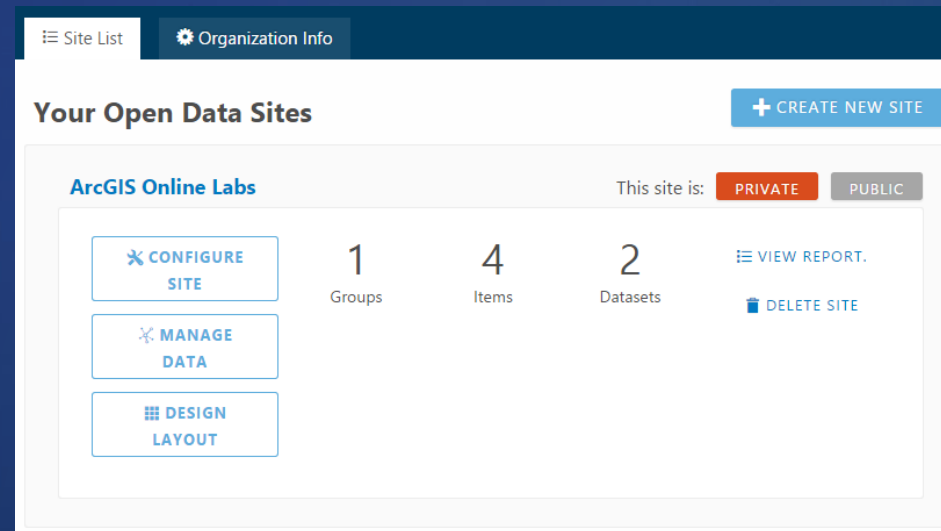 Site List
Organization Info
Your Open Data Sites
CREATE NEW SITE
ArcGIS Online Labs
This site is: PRIVATE PUBLIC
CONFIGURE
SITE
MANAGE
DATA
DESIGN
LAYOUT
1
Groups
4
Items
2
Datasets
VIEW REPORT.
DELETE SITE